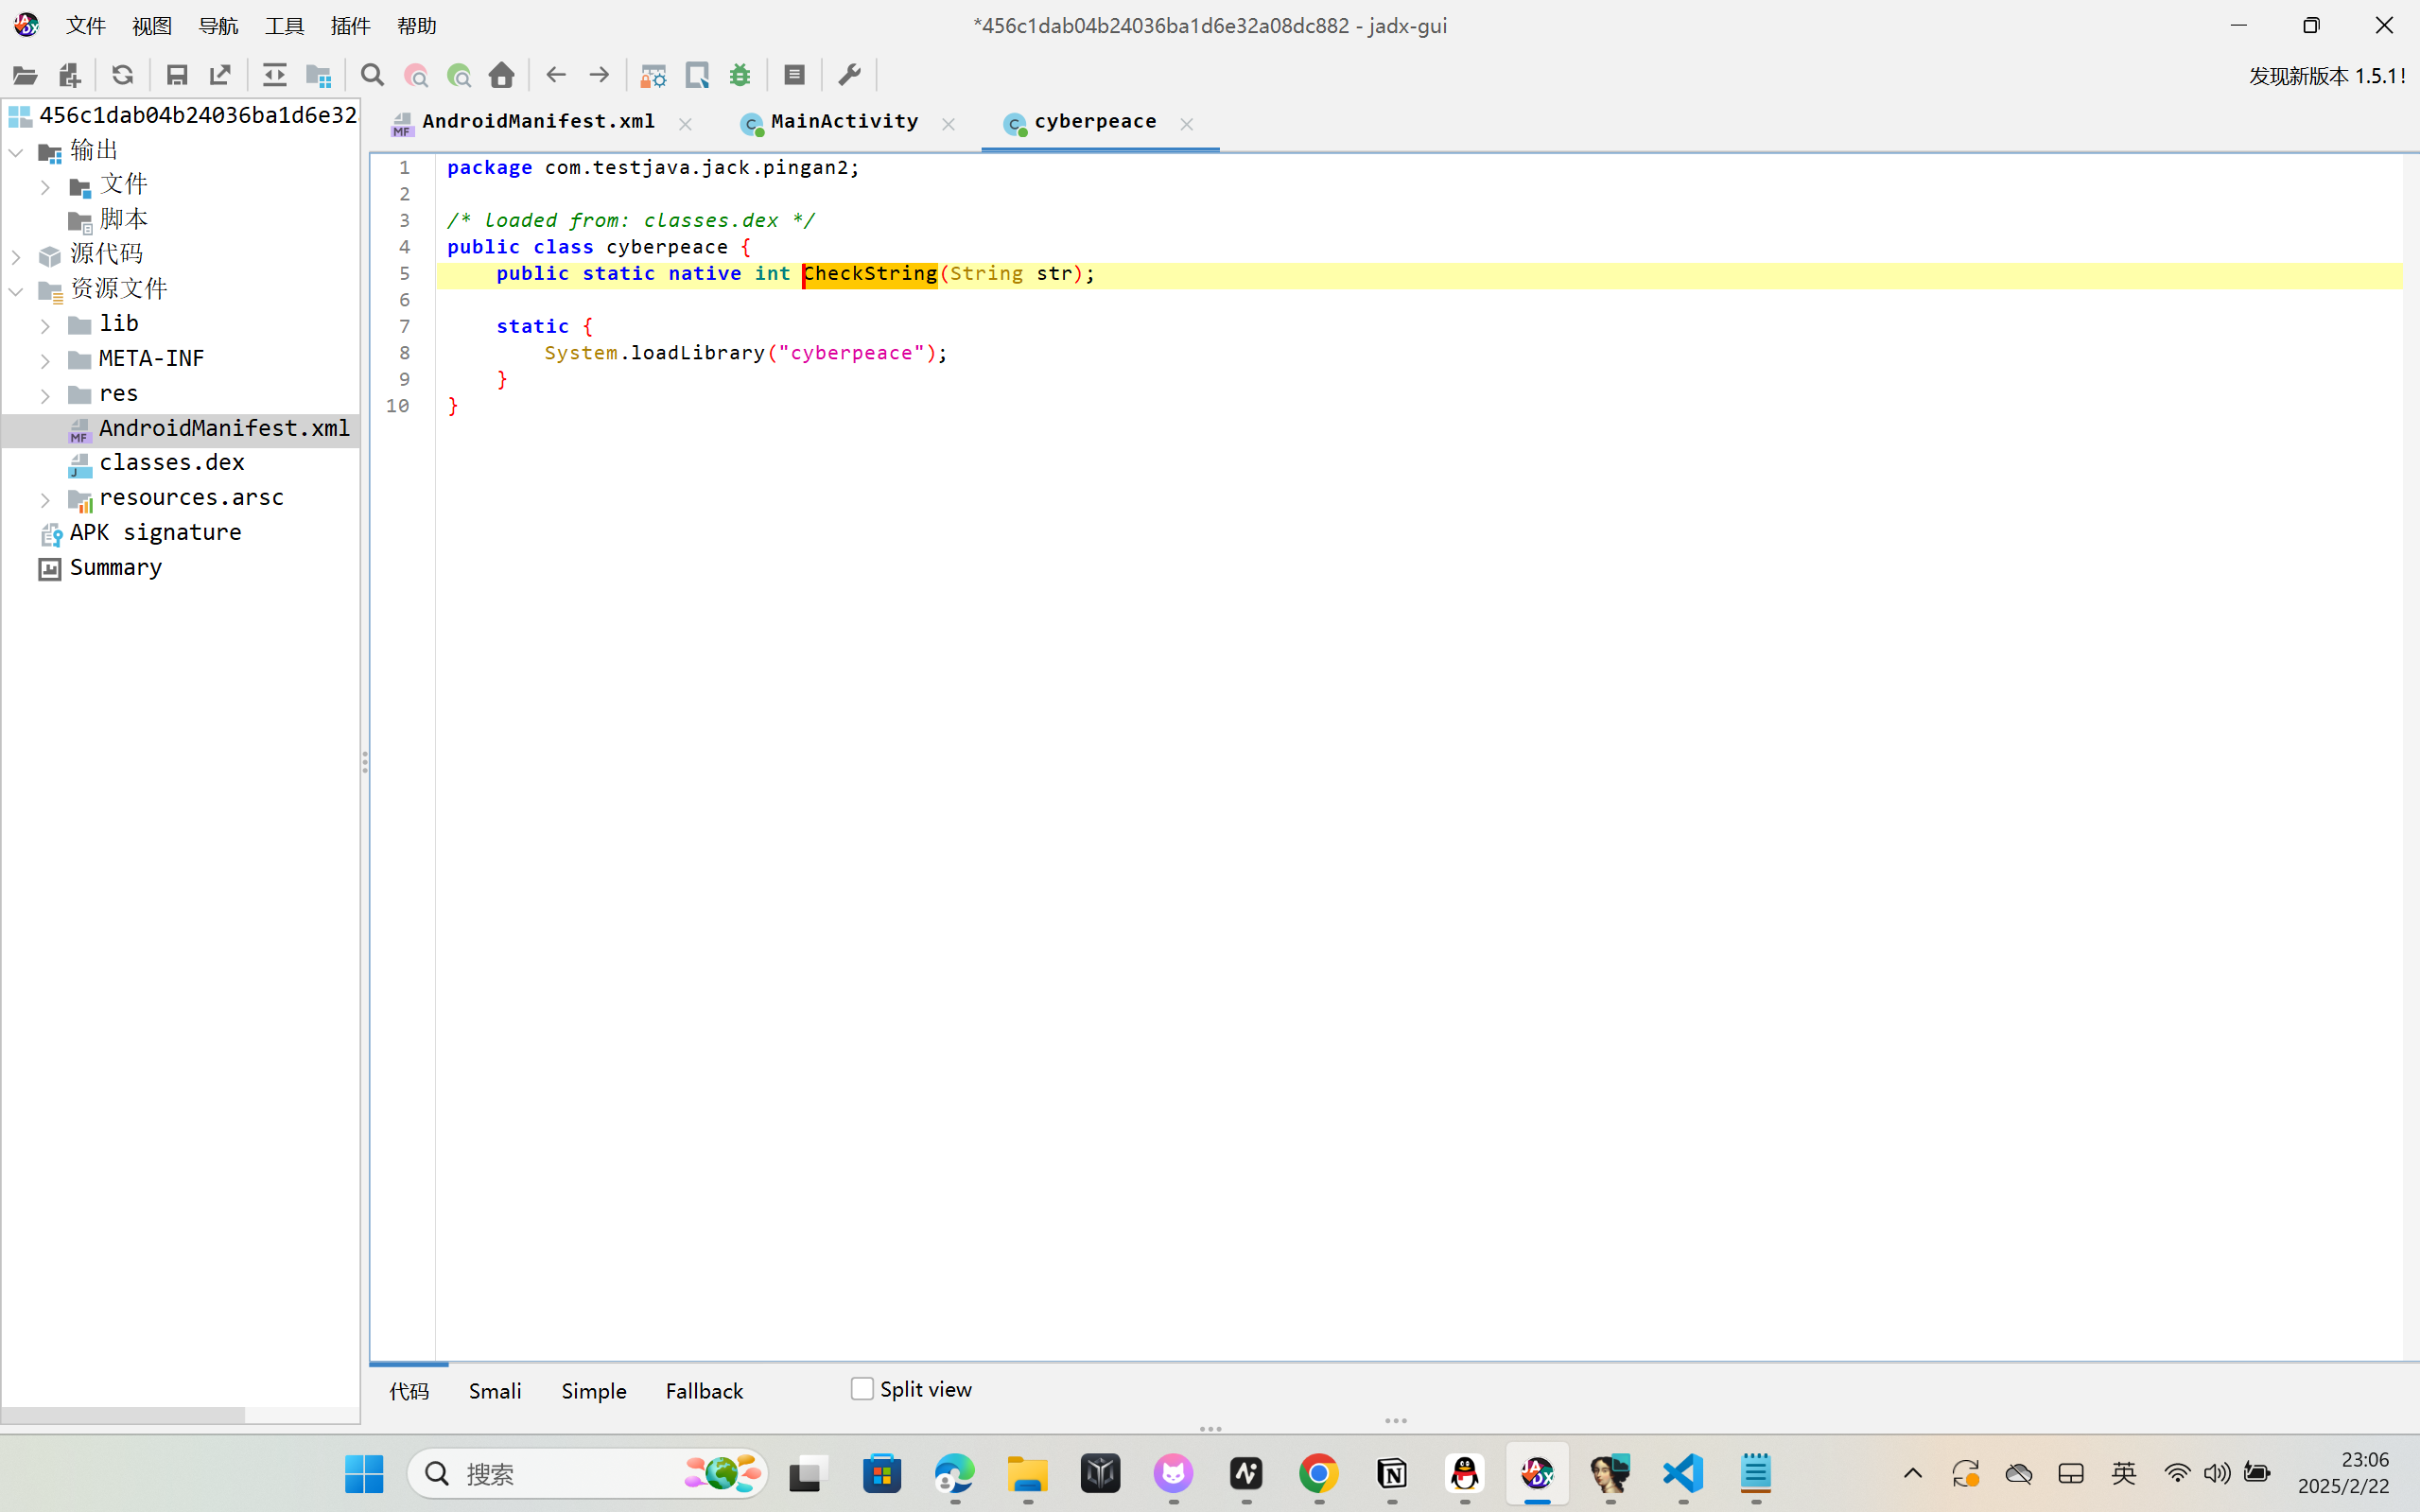 文件 视图 导航 工具 插件 帮助
*456c1dab04b24036ba1d6e32a08dc882 - jadx-gui
发现新版本 1.5.1!
456c1dab04b24036ba1d6e32
输出
文件
脚本
源代码
资源文件
lib
META-INF
res
AndroidManifest.xml
classes.dex
resources.arsc
APK signature
Summary
AndroidManifest.xml MainActivity cyberpeace
1 package com.testjava.jack.pingan2;
2
3 /* loaded from: classes.dex */
4 public class cyberpeace {
5 public static native int CheckString(String str);
6
7 static {
8 System.loadLibrary("cyberpeace");
9 }
10 }
代码 Smali Simple Fallback Split view
搜索
英
23:06
2025/2/22